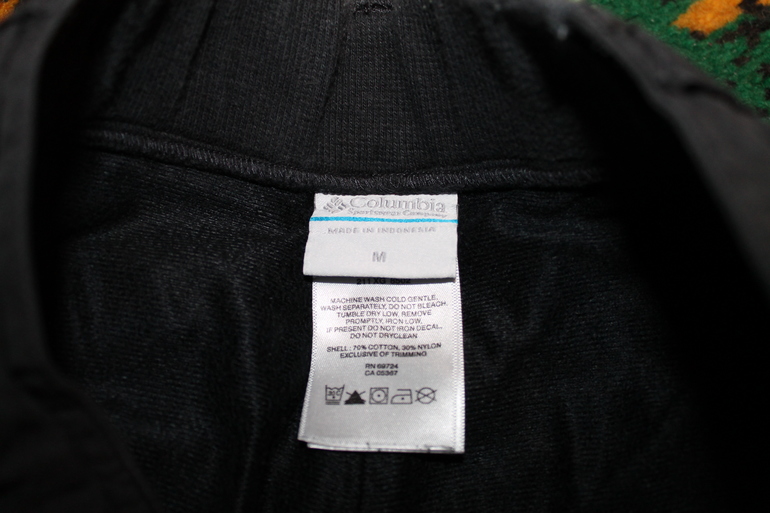 Columbia
Sportswear Company
MADE IN INDONESIA
M
MACHINE WASH COLD GENTLE,
WASH SEPARATELY, DO NOT BLEACH,
TUMBLE DRY LOW, REMOVE
PROMPTLY, IRON LOW,
IF PRESENT DO NOT IRON DECAL,
DO NOT DRYCLEAN
SHELL: 70% COTTON, 30% NYLON
EXCLUSIVE OF TRIMMING
RN 69724
CA 05367